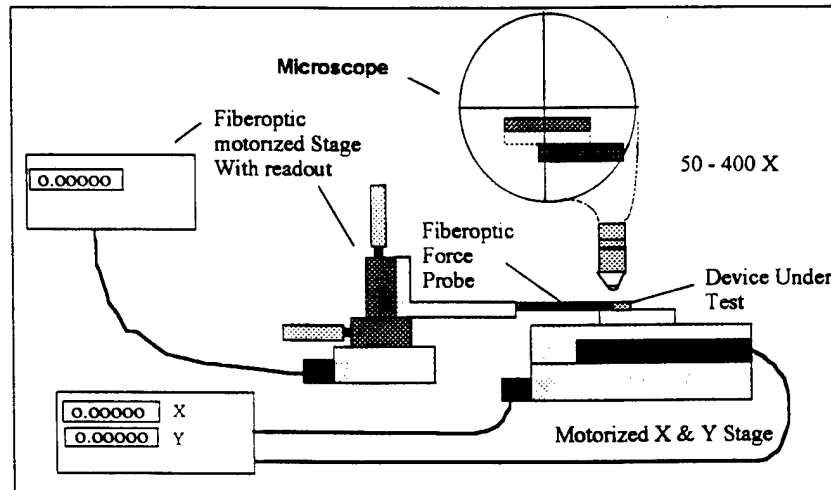 Microscope
Fiberoptic
motorized Stage
With readout
0.00000
50 - 400 X
Fiberoptic
Force
Probe
Device Under
Test
0.00000 X
0.00000 Y
Motorized X & Y Stage